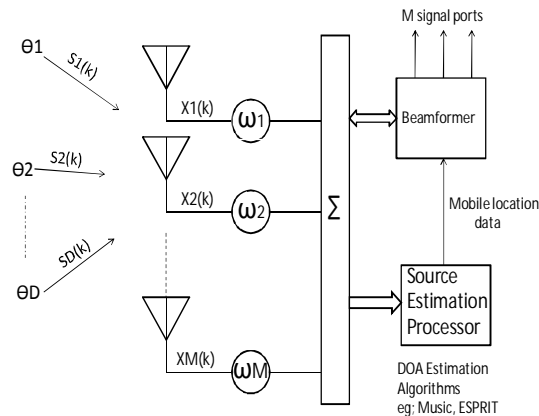 M signal ports
Θ1
S1(k)
X1(k)
ω1
Beamformer
Θ2
S2(k)
X2(k)
ω2
Σ
Mobile location
data
SD(k)
ΘD
Source
Estimation
Processor
XM(k)
ωM
DOA Estimation
Algorithms
eg; Music, ESPRIT